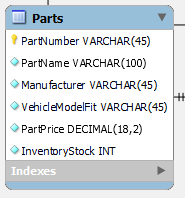 Parts
PartNumber VARCHAR(45)
PartName VARCHAR(100)
Manufacturer VARCHAR(45)
VehicleModelFit VARCHAR(45)
PartPrice DECIMAL(18,2)
InventoryStock INT
Indexes